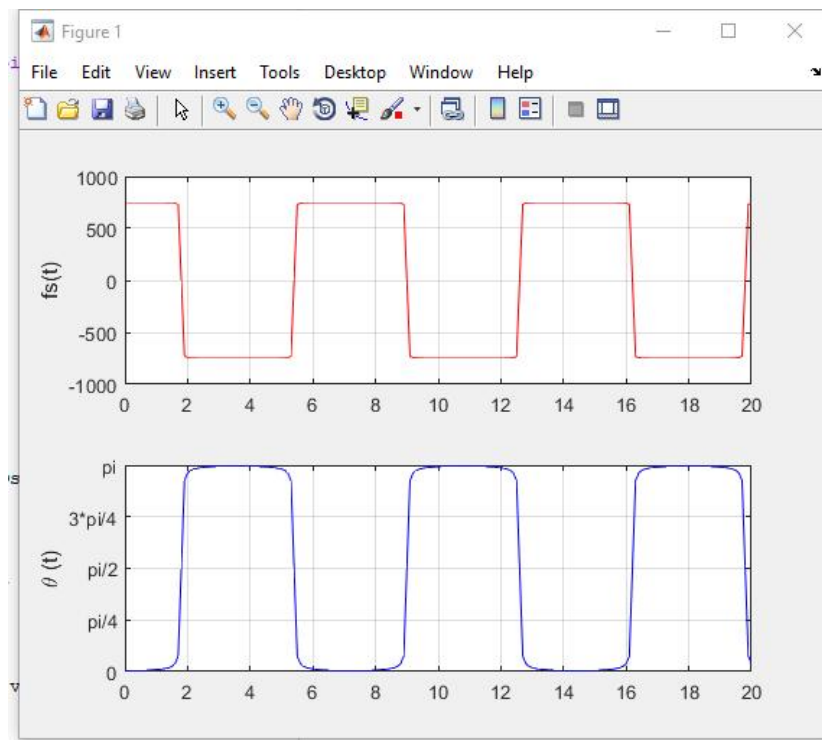 Figure 1
pi
File Edit View Insert Tools Desktop Window Help
1000
500
0
-500
-1000
fs(t)
0 2 4 6 8 10 12 14 16 18 20
pi
3*pi/4
pi/2
pi/4
0
θ (t)
0 2 4 6 8 10 12 14 16 18 20
v